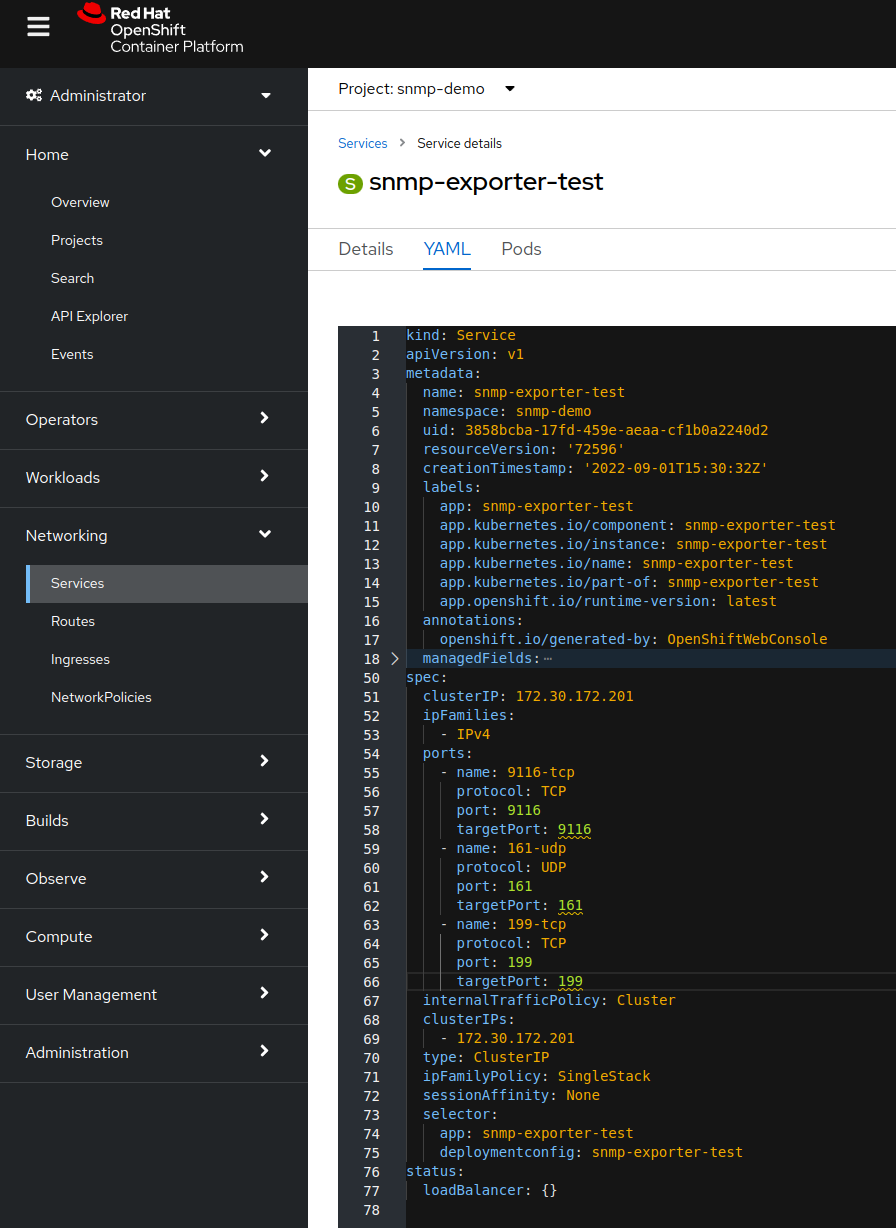 Red Hat
OpenShift
Container Platform
Administrator
Home
Overview
Projects
Search
API Explorer
Events
Operators
Workloads
Networking
Services
Routes
Ingresses
NetworkPolicies
Storage
Builds
Observe
Compute
User Management
Administration
Project: snmp-demo
Services > Service details
S snmp-exporter-test
Details YAML Pods
1 kind: Service
2 apiVersion: v1
3 metadata:
4 name: snmp-exporter-test
5 namespace: snmp-demo
6 uid: 3858bcba-17fd-459e-aeaa-cf1b0a2240d2
7 resourceVersion: '72596'
8 creationTimestamp: '2022-09-01T15:30:32Z'
9 labels:
10 app: snmp-exporter-test
11 app.kubernetes.io/component: snmp-exporter-test
12 app.kubernetes.io/instance: snmp-exporter-test
13 app.kubernetes.io/name: snmp-exporter-test
14 app.kubernetes.io/part-of: snmp-exporter-test
15 app.openshift.io/runtime-version: latest
16 annotations:
17 openshift.io/generated-by: OpenShiftWebConsole
18 managedFields:⋯
50 spec:
51 clusterIP: 172.30.172.201
52 ipFamilies:
53 - IPv4
54 ports:
55 - name: 9116-tcp
56 protocol: TCP
57 port: 9116
58 targetPort: 9116
59 - name: 161-udp
60 protocol: UDP
61 port: 161
62 targetPort: 161
63 - name: 199-tcp
64 protocol: TCP
65 port: 199
66 targetPort: 199
67 internalTrafficPolicy: Cluster
68 clusterIPs:
69 - 172.30.172.201
70 type: ClusterIP
71 ipFamilyPolicy: SingleStack
72 sessionAffinity: None
73 selector:
74 app: snmp-exporter-test
75 deploymentconfig: snmp-exporter-test
76 status:
77 loadBalancer: {}
78